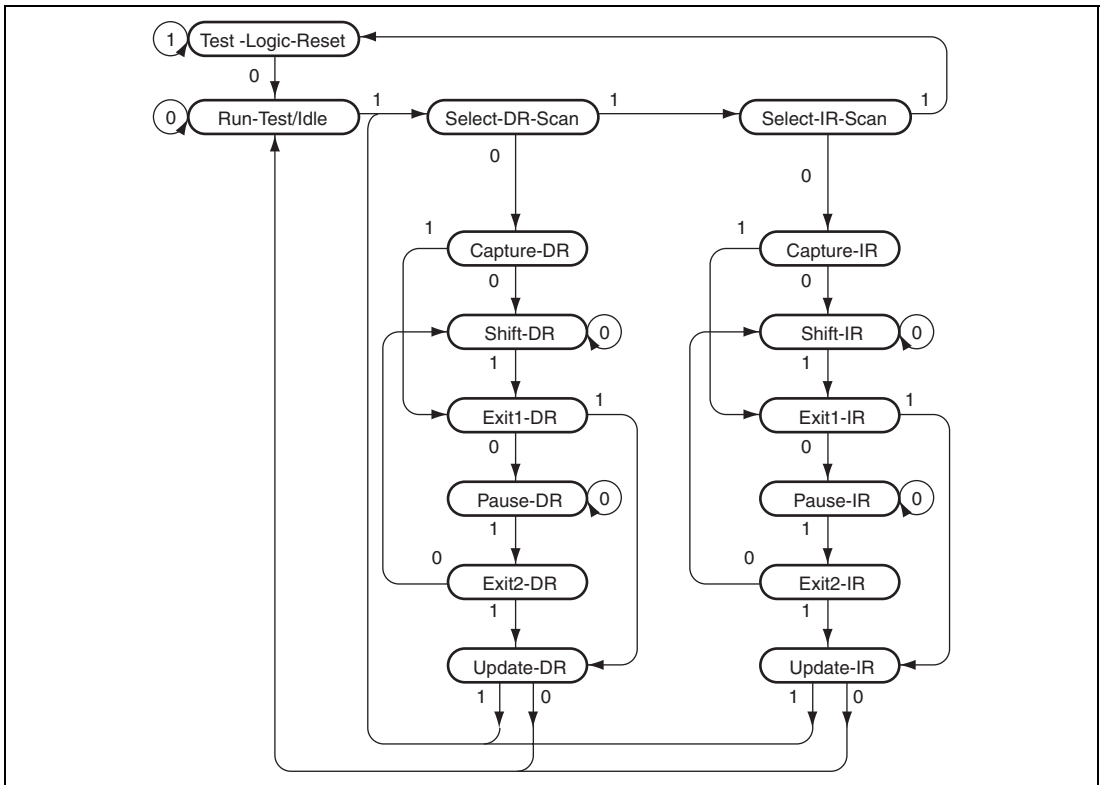 1 Test -Logic-Reset
0
0 Run-Test/Idle 1 Select-DR-Scan 1 Select-IR-Scan 1
0 0
1 Capture-DR 1 Capture-IR
0 0
Shift-DR 0 Shift-IR 0
1 1
Exit1-DR 1 Exit1-IR 1
0 0
Pause-DR 0 Pause-IR 0
1 1
0 Exit2-DR 0 Exit2-IR
1 1
Update-DR Update-IR
1 0 1 0